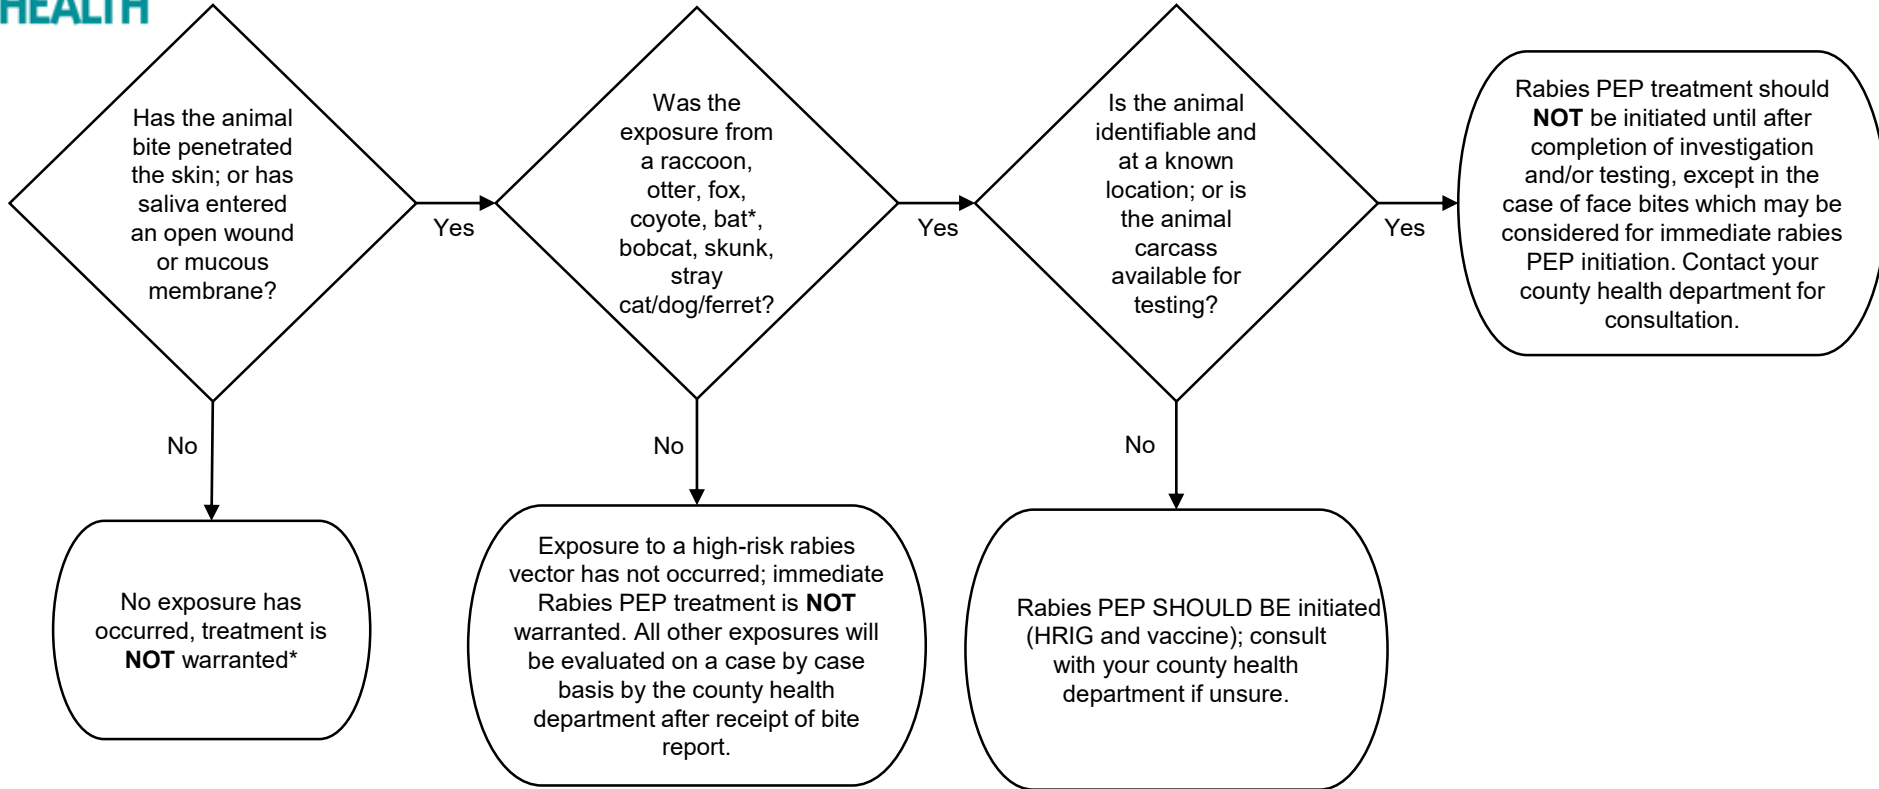 HEALTH
Has the animal
bite penetrated
the skin; or has
saliva entered
an open wound
or mucous
membrane?
Yes
Was the
exposure from
a raccoon,
otter, fox,
coyote, bat*,
bobcat, skunk,
stray
cat/dog/ferret?
Yes
Is the animal
identifiable and
at a known
location; or is
the animal
carcass
available for
testing?
Yes
Rabies PEP treatment should
NOT be initiated until after
completion of investigation
and/or testing, except in the
case of face bites which may be
considered for immediate rabies
PEP initiation. Contact your
county health department for
consultation.
No
No
No
No exposure has
occurred, treatment is
NOT warranted*
Exposure to a high-risk rabies
vector has not occurred; immediate
Rabies PEP treatment is NOT
warranted. All other exposures will
be evaluated on a case by case
basis by the county health
department after receipt of bite
report.
Rabies PEP SHOULD BE initiated
(HRIG and vaccine); consult
with your county health
department if unsure.